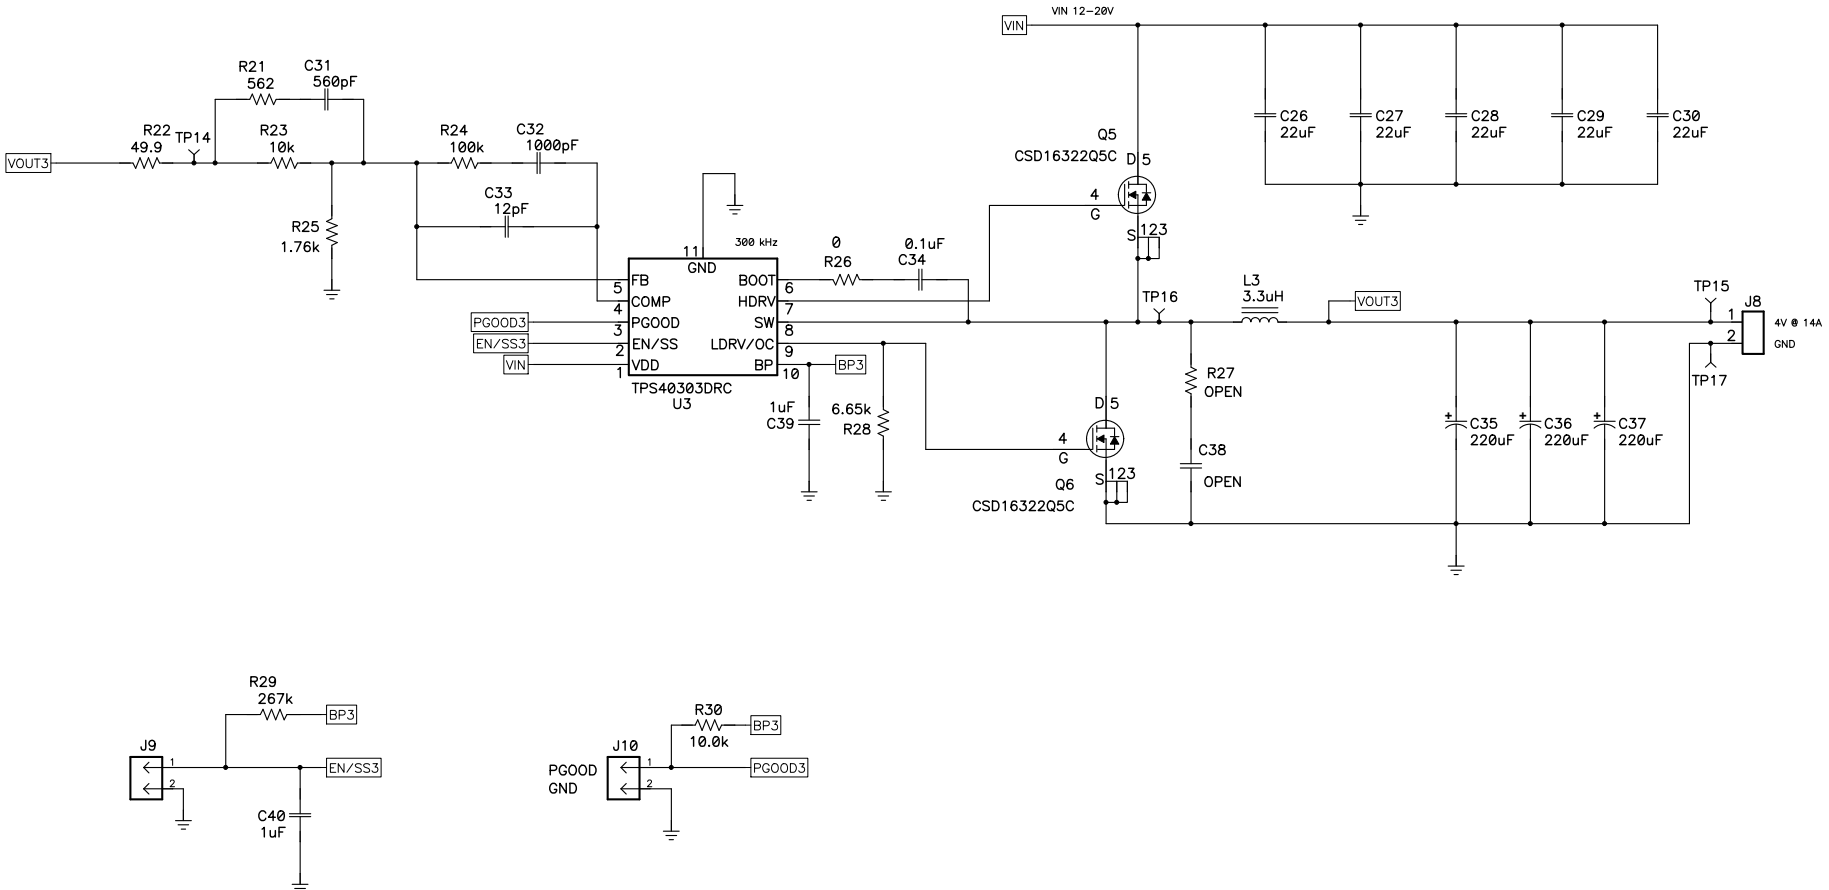 VIN
VIN 12-20V
R21
562
C31
560pF
VOUT3
R22
49.9
TP14
R23
10k
R24
100k
C32
1000pF
C33
12pF
R25
1.76k
C26
22uF
C27
22uF
C28
22uF
C29
22uF
C30
22uF
Q5
CSD16322Q5C
D 5
4
G
S 123
300 kHz
0
R26
0.1uF
C34
11
GND
FB
5
COMP
4
PGOOD3
PGOOD
3
EN/SS3
EN/SS
2
VIN
VDD
1
BOOT
6
HDRV
7
SW
8
LDRV/OC
9
BP
10
BP3
TPS40303DRC
U3
1uF
C39
6.65k
R28
TP16
L3
3.3uH
VOUT3
TP15
J8
1
2
4V @ 14A
GND
TP17
R27
OPEN
C38
OPEN
D 5
4
G
S 123
Q6
CSD16322Q5C
C35
220uF
C36
220uF
C37
220uF
R29
267k
BP3
J9
1
2
EN/SS3
C40
1uF
R30
10.0k
BP3
J10
PGOOD
GND
1
2
PGOOD3